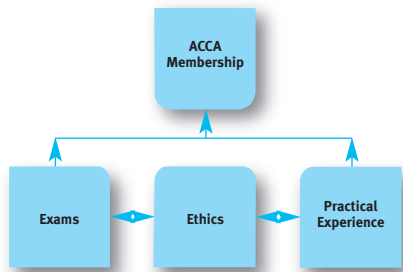 ACCA
Membership
Exams
Ethics
Practical
Experience